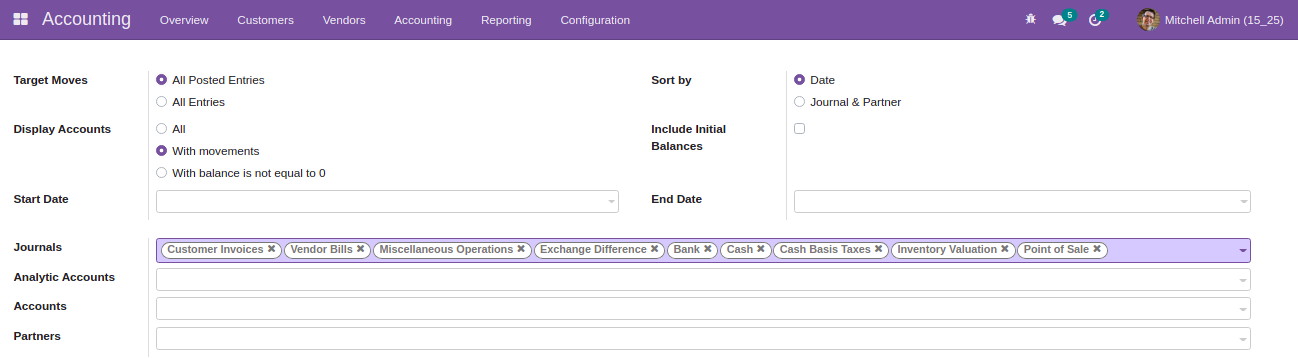 Accounting Overview Customers Vendors Accounting Reporting Configuration 5 2 Mitchell Admin (15_25)
Target Moves All Posted Entries Sort by Date
All Entries Journal & Partner
Display Accounts All Include Initial
Balances
With movements
With balance is not equal to 0
Start Date End Date
Journals Customer Invoices ✖ Vendor Bills ✖ Miscellaneous Operations ✖ Exchange Difference ✖ Bank ✖ Cash ✖ Cash Basis Taxes ✖ Inventory Valuation ✖ Point of Sale ✖
Analytic Accounts
Accounts
Partners